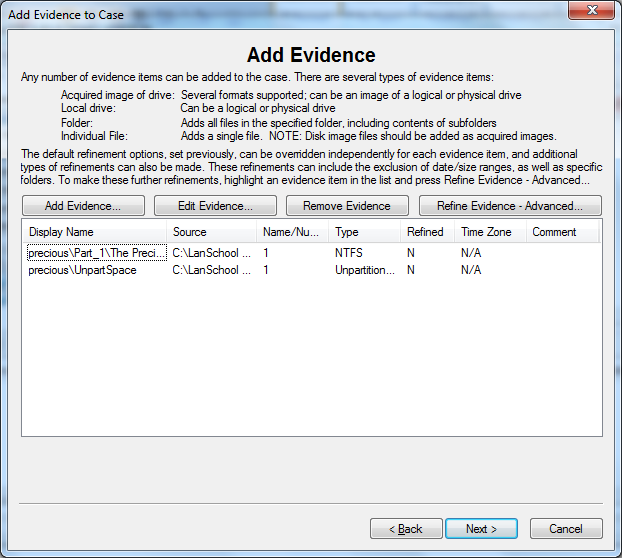 Add Evidence to Case
Add Evidence
Any number of evidence items can be added to the case. There are several types of evidence items:
Acquired image of drive: Several formats supported; can be an image of a logical or physical drive
Local drive: Can be a logical or physical drive
Folder: Adds all files in the specified folder, including contents of subfolders
Individual File: Adds a single file. NOTE: Disk image files should be added as acquired images.
The default refinement options, set previously, can be overridden independently for each evidence item, and additional
types of refinements can also be made. These refinements can include the exclusion of date/size ranges, as well as specific
folders. To make these further refinements, highlight an evidence item in the list and press Refine Evidence - Advanced...
Add Evidence... Edit Evidence... Remove Evidence Refine Evidence - Advanced...
Display Name Source Name/Nu... Type Refined Time Zone Comment
precious\Part_1\The Preci... C:\LanSchool ... 1 NTFS N N/A
precious\UnpartSpace C:\LanSchool ... 1 Unpartition... N N/A
< Back Next > Cancel